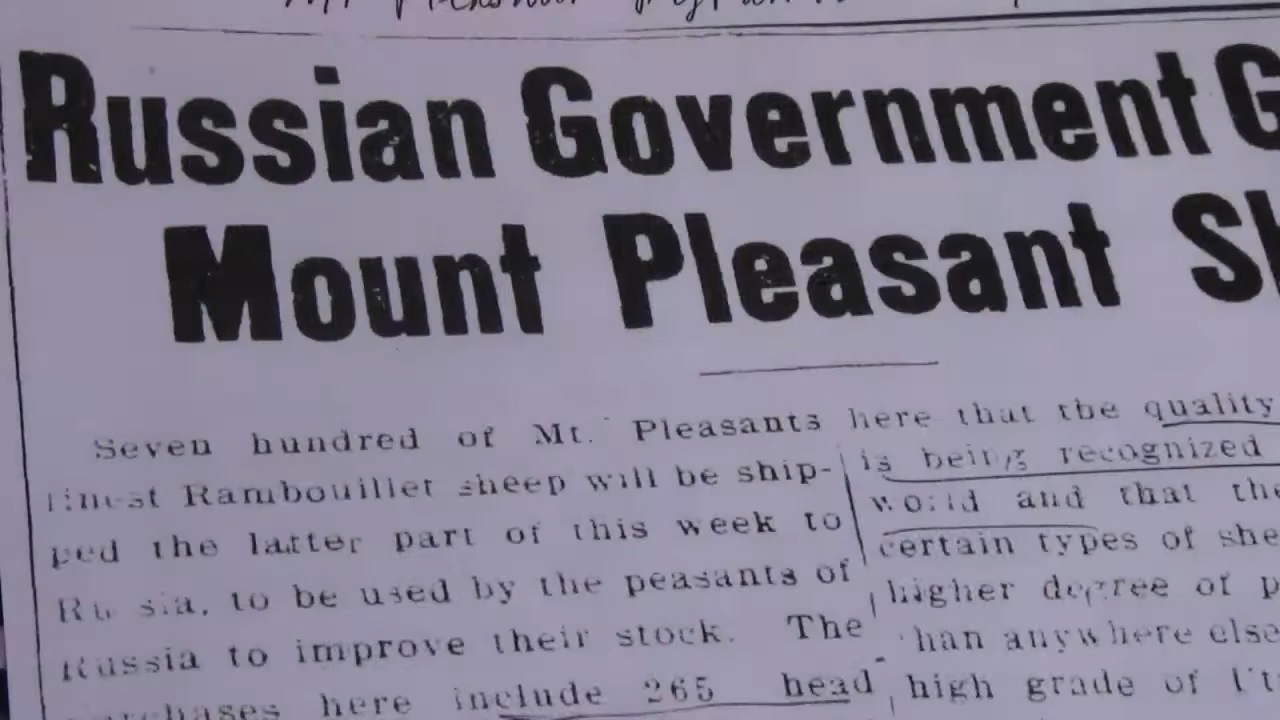 Russian Government G
Mount Pleasant Sh
Seven hundred of Mt. Pleasants
finest Rambouillet sheep will be ship-
ped the latter part of this week to
Russia, to be used by the peasants of
Russia to improve their stock. The
here include 265 head
here that the quality
is being recognized
world and that the
certain types of she
higher degree of p
than anywhere else
high grade of Ut